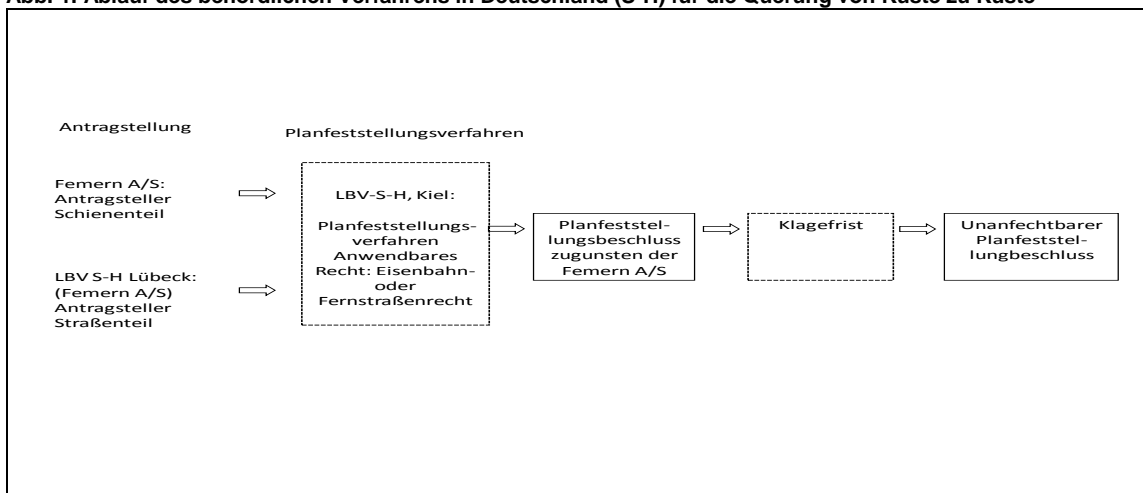 Abb. 1: Ablauf des behördlichen Verfahrens in Deutschland (S-H) für die Querung von Küste zu Küste
Antragstellung
Planfeststellungsverfahren
Femern A/S:
Antragsteller
Schienenteil
LBV S-H Lübeck:
(Femern A/S)
Antragsteller
Straßenteil
LBV-S-H, Kiel:
Planfeststellungs-
verfahren
Anwendbares
Recht: Eisenbahn-
oder
Fernstraßenrecht
Planfeststel-
lungsbeschluss
zugunsten der
Femern A/S
Klagefrist
Unanfechtbarer
Planfeststel-
lungbeschluss